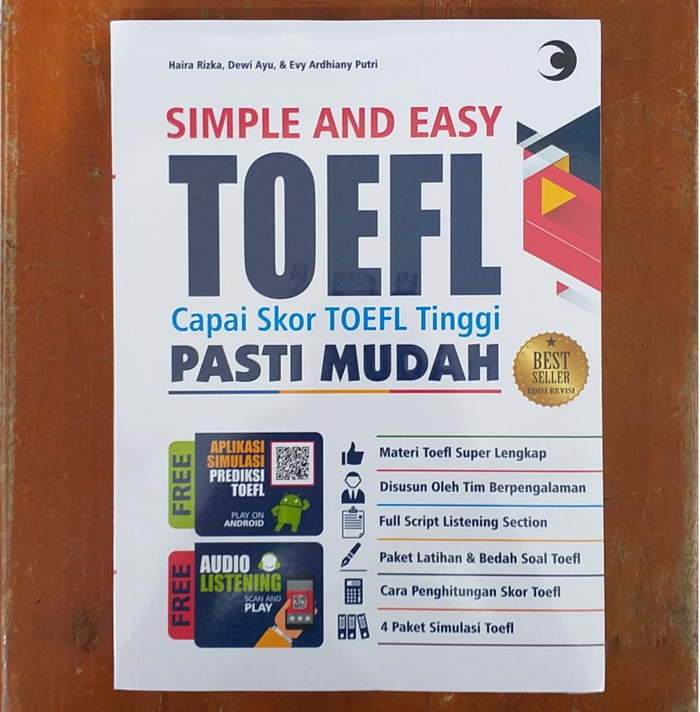 Haira Rizka, Dewi Ayu, & Evy Ardhiany Putri
SIMPLE AND EASY
TOEFL
Capai Skor TOEFL Tinggi
PASTI MUDAH
BEST
SELLER
EDISI REVISI
FREE
APLIKASI
SIMULASI
PREDIKSI
TOEFL
PLAY ON
ANDROID
FREE
AUDIO
LISTENING
SCAN AND
PLAY
Materi Toefl Super Lengkap
Disusun Oleh Tim Berpengalaman
Full Script Listening Section
Paket Latihan & Bedah Soal Toefl
Cara Penghitungan Skor Toefl
4 Paket Simulasi Toefl